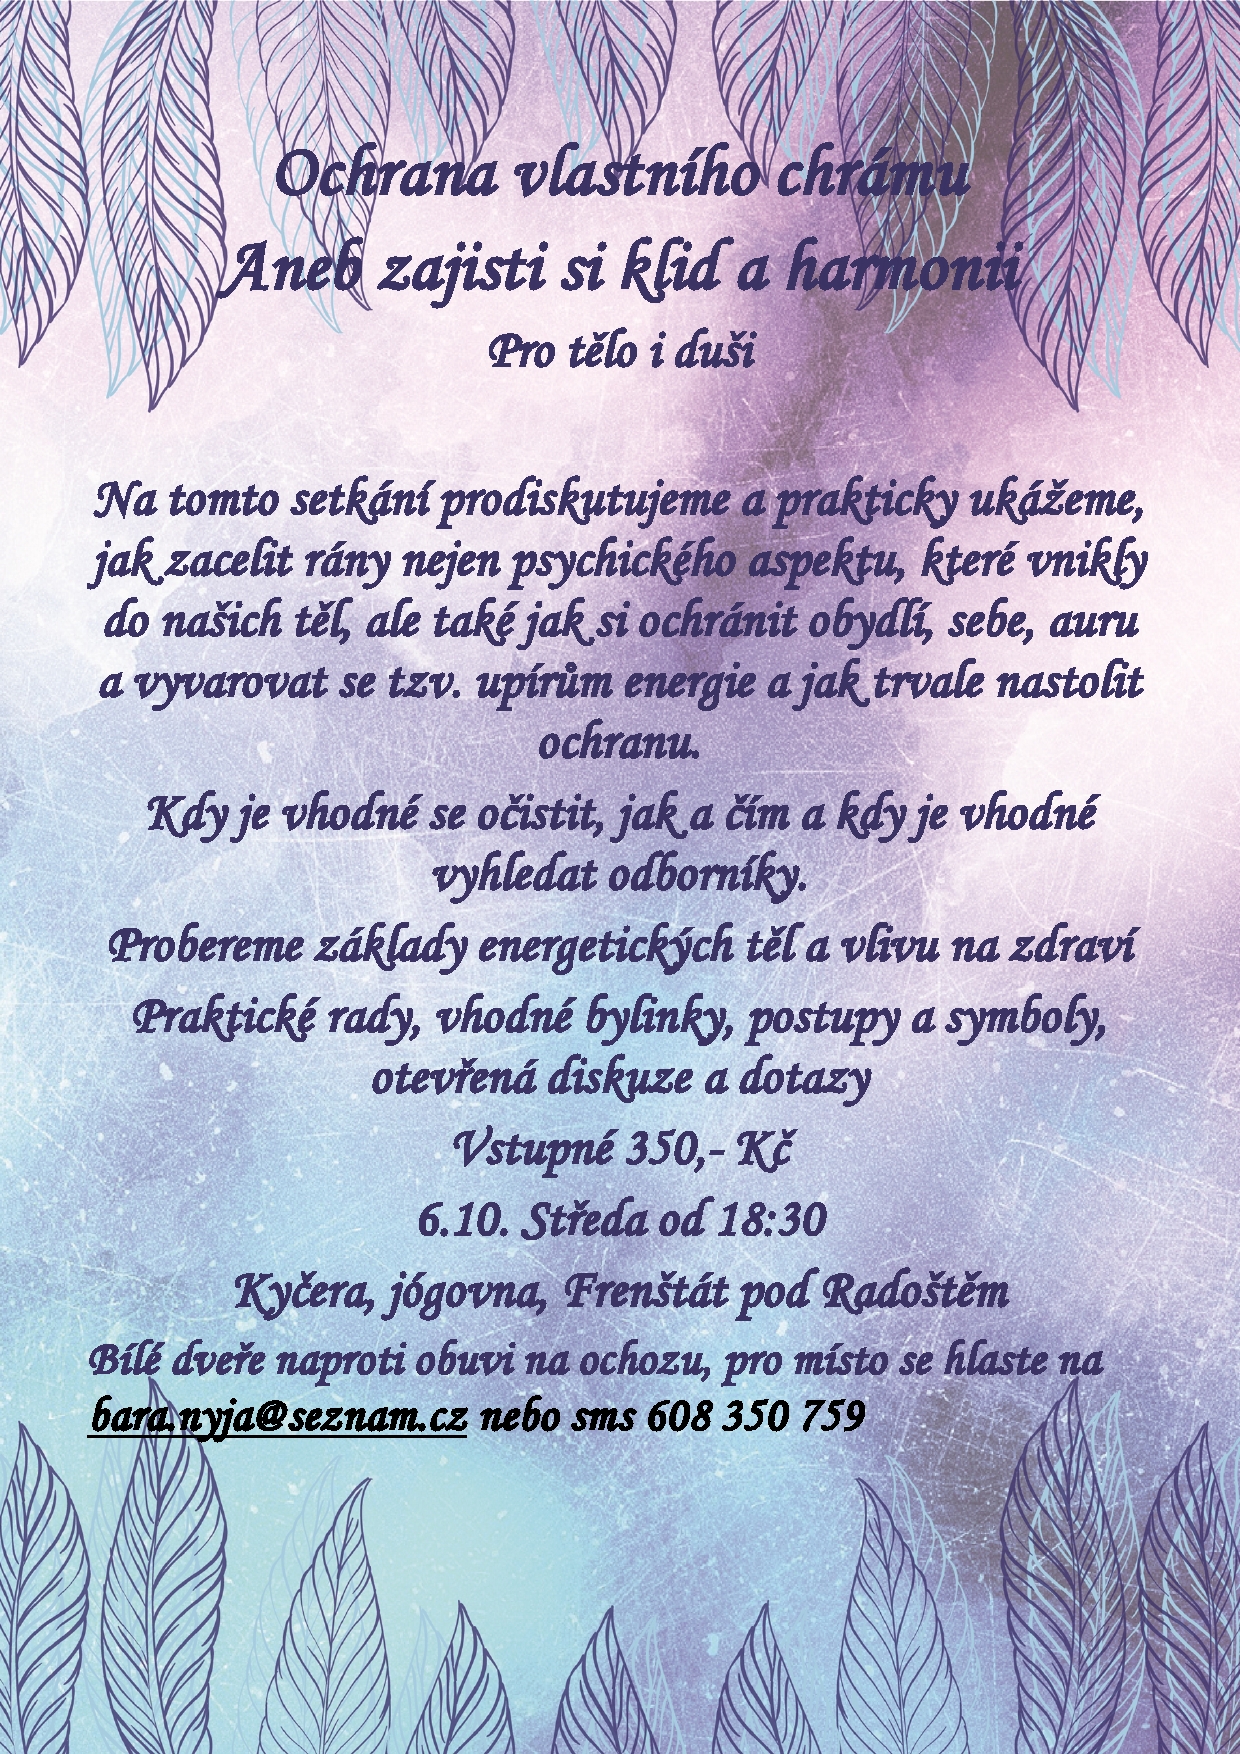 Ochrana vlastního chrámu
Aneb zajisti si klid a harmonii
Pro tělo i duši
Na tomto setkání prodiskutujeme a prakticky ukážeme,
jak zacelit rány nejen psychického aspektu, které vnikly
do našich těl, ale také jak si ochránit obydlí, sebe, auru
a vyvarovat se tzv. upírům energie a jak trvale nastolit
ochranu.
Kdy je vhodné se očistit, jak a čím a kdy je vhodné
vyhledat odborníky.
Probereme základy energetických těl a vlivu na zdraví
Praktické rady, vhodné bylinky, postupy a symboly,
otevřená diskuze a dotazy
Vstupné 350,- Kč
6.10. Středa od 18:30
Kyčera, jógovna, Frenštát pod Radoštěm
Bílé dveře naproti obuvi na ochozu, pro místo se hlaste na
bara.nyja@seznam.cz nebo sms 608 350 759